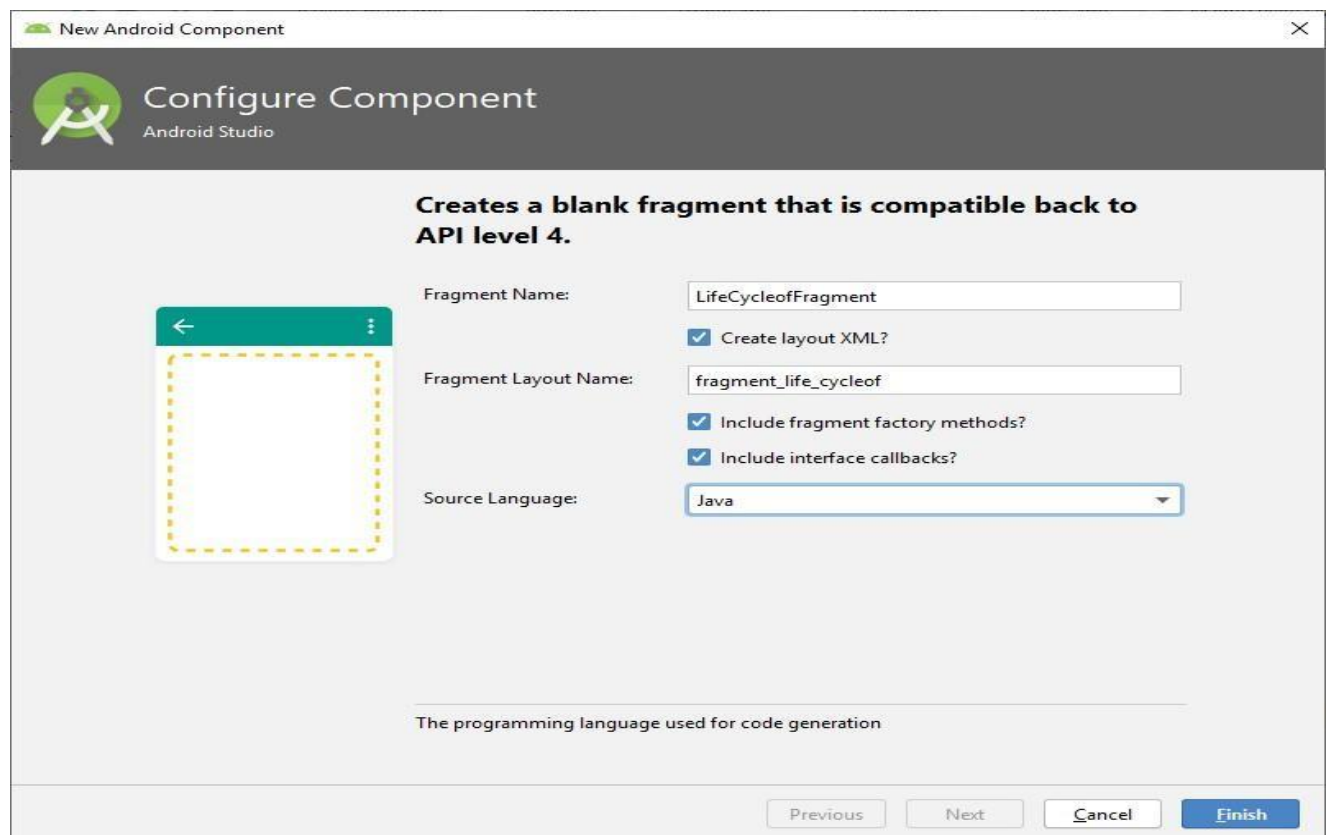 New Android Component
Configure Component
Android Studio
Creates a blank fragment that is compatible back to
API level 4.
Fragment Name:
LifeCycleofFragment
Create layout XML?
Fragment Layout Name:
fragment_life_cycleof
Include fragment factory methods?
Include interface callbacks?
Source Language:
Java
The programming language used for code generation
Previous
Next
Cancel
Finish